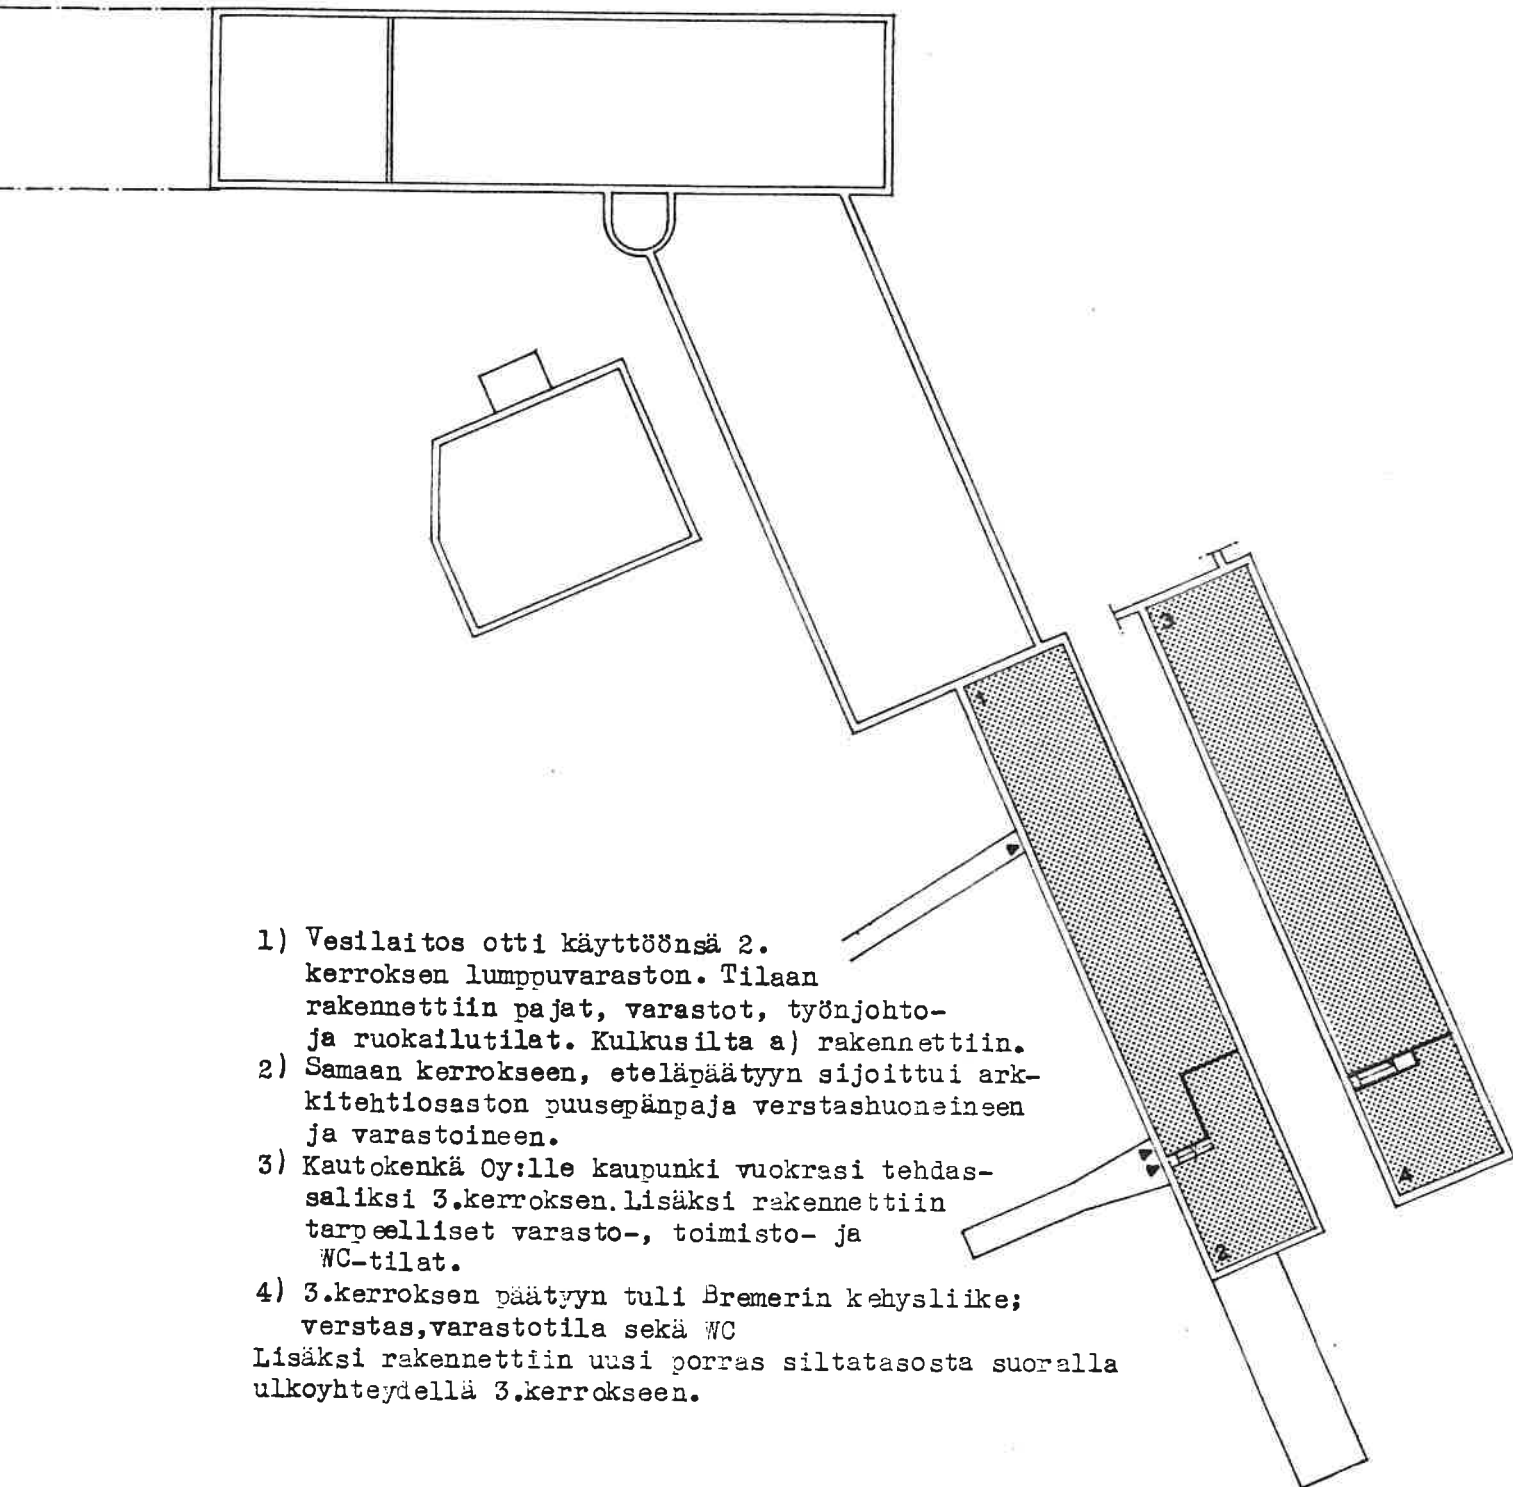 3
1
1) Vesilaitos otti käyttöönsä 2.
kerroksen lumppuvaraston. Tilaan
rakennettiin pajat, varastot, työnjohto-
ja ruokailutilat. Kulkusilta a) rakennettiin.
2) Samaan kerrokseen, eteläpäätyyn sijoittui ark-
kitehtiosaston puusepänpaja verstashuoneineen
ja varastoineen.
3) Kautokenkä Oy:lle kaupunki vuokrasi tehdas-
saliksi 3.kerroksen. Lisäksi rakennettiin
tarpeelliset varasto-, toimisto- ja
WC-tilat.
4) 3.kerroksen päätyyn tuli Bremerin kehysliike;
verstas,varastotila sekä WC
Lisäksi rakennettiin uusi porras siltatasosta suoralla
ulkoyhteydellä 3.kerrokseen.
4
2